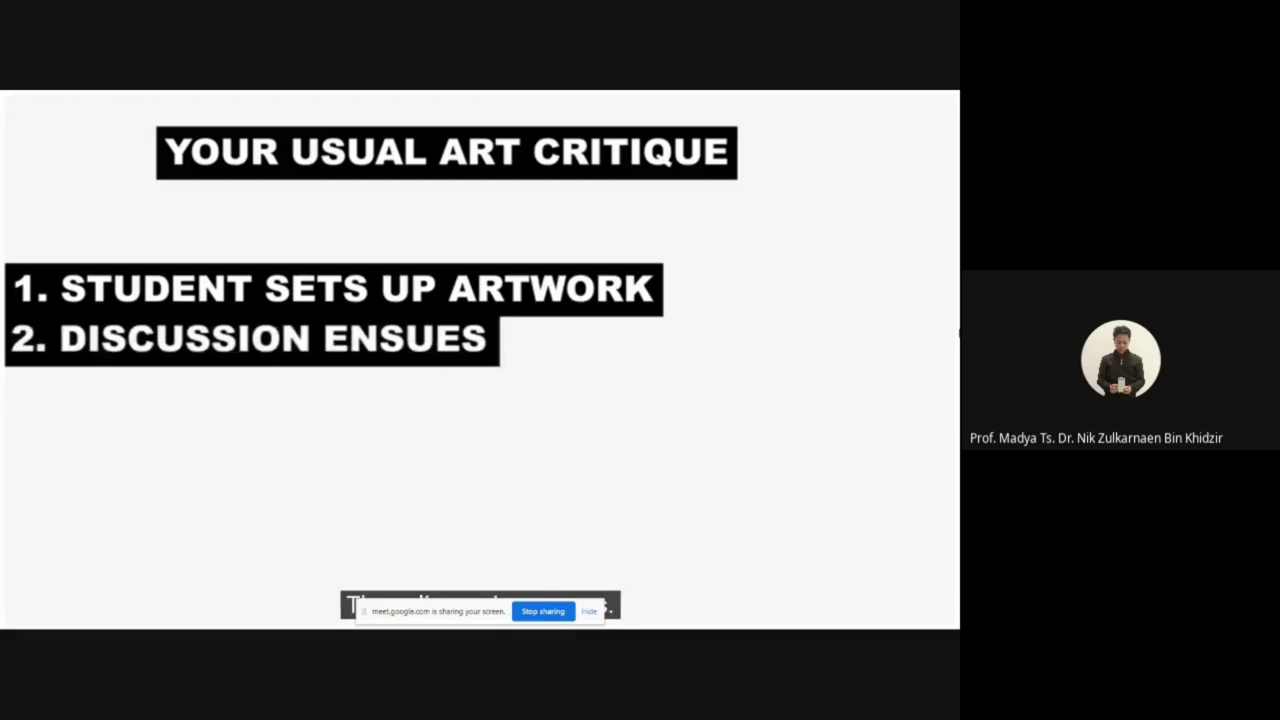 YOUR USUAL ART CRITIQUE
1. STUDENT SETS UP ARTWORK
2. DISCUSSION ENSUES
meet.google.com is sharing your screen.
Stop sharing
Hide
Prof. Madya Ts. Dr. Nik Zulkarnaen Bin Khidzir